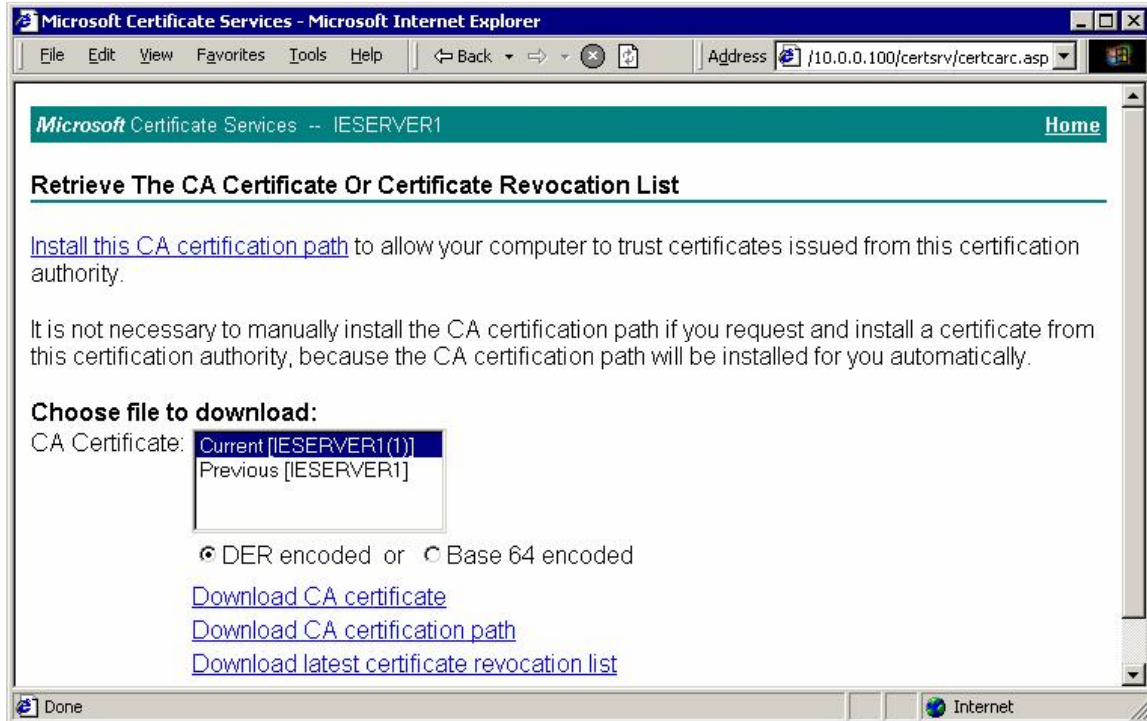 Microsoft Certificate Services - Microsoft Internet Explorer
File Edit View Favorites Tools Help Back Address /10.0.0.100/certsrv/certcarc.asp
Microsoft Certificate Services -- IESERVER1 Home
Retrieve The CA Certificate Or Certificate Revocation List
Install this CA certification path to allow your computer to trust certificates issued from this certification
authority.
It is not necessary to manually install the CA certification path if you request and install a certificate from
this certification authority, because the CA certification path will be installed for you automatically.
Choose file to download:
CA Certificate: Current [IESERVER1(1)]
Previous [IESERVER1]
DER encoded or Base 64 encoded
Download CA certificate
Download CA certification path
Download latest certificate revocation list
Done Internet